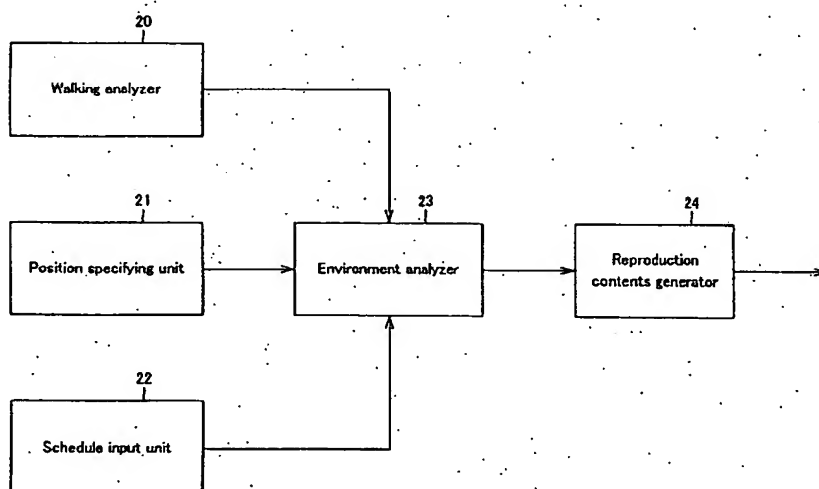 20
Walking analyzer
21
Position specifying unit
23
Environment analyzer
24
Reproduction
contents generator
22
Schedule input unit